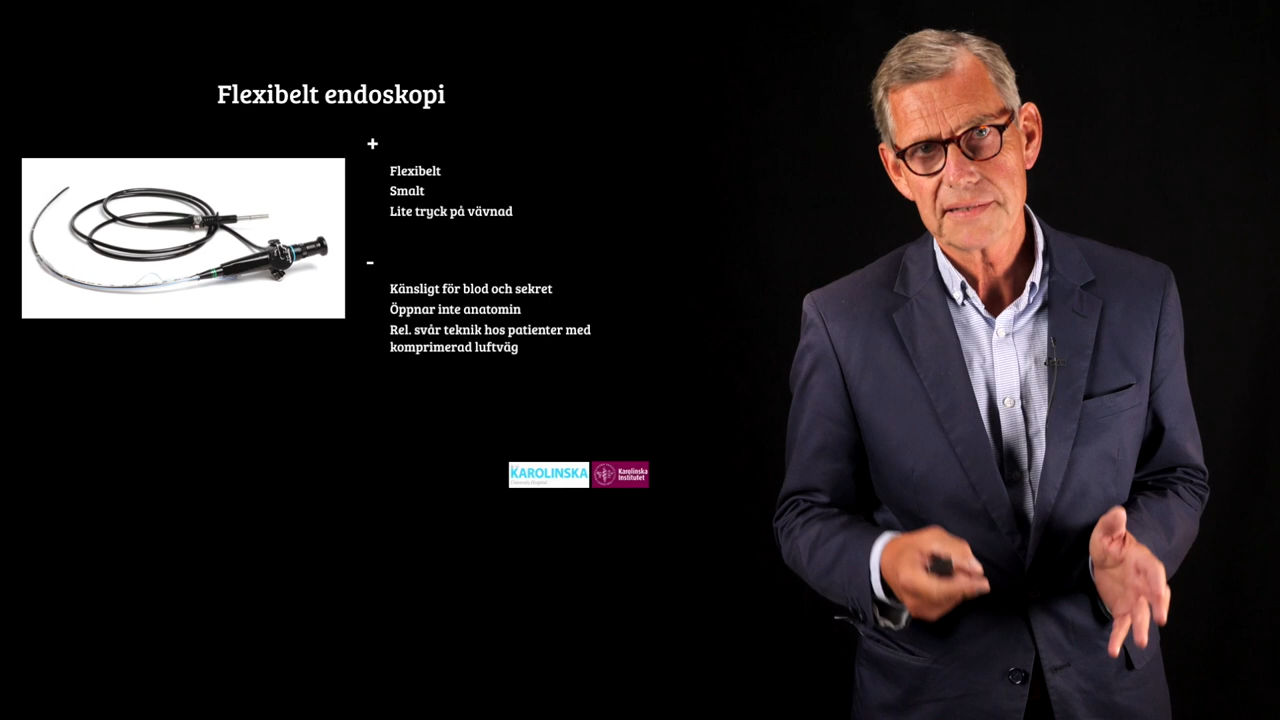 Flexibelt endoskopi
+
Flexibelt
Smalt
Lite tryck på vävnad
-
Känsligt för blod och sekret
Öppnar inte anatomin
Rel. svår teknik hos patienter med
komprimerad luftväg
KAROLINSKA
Karolinska
Institutet